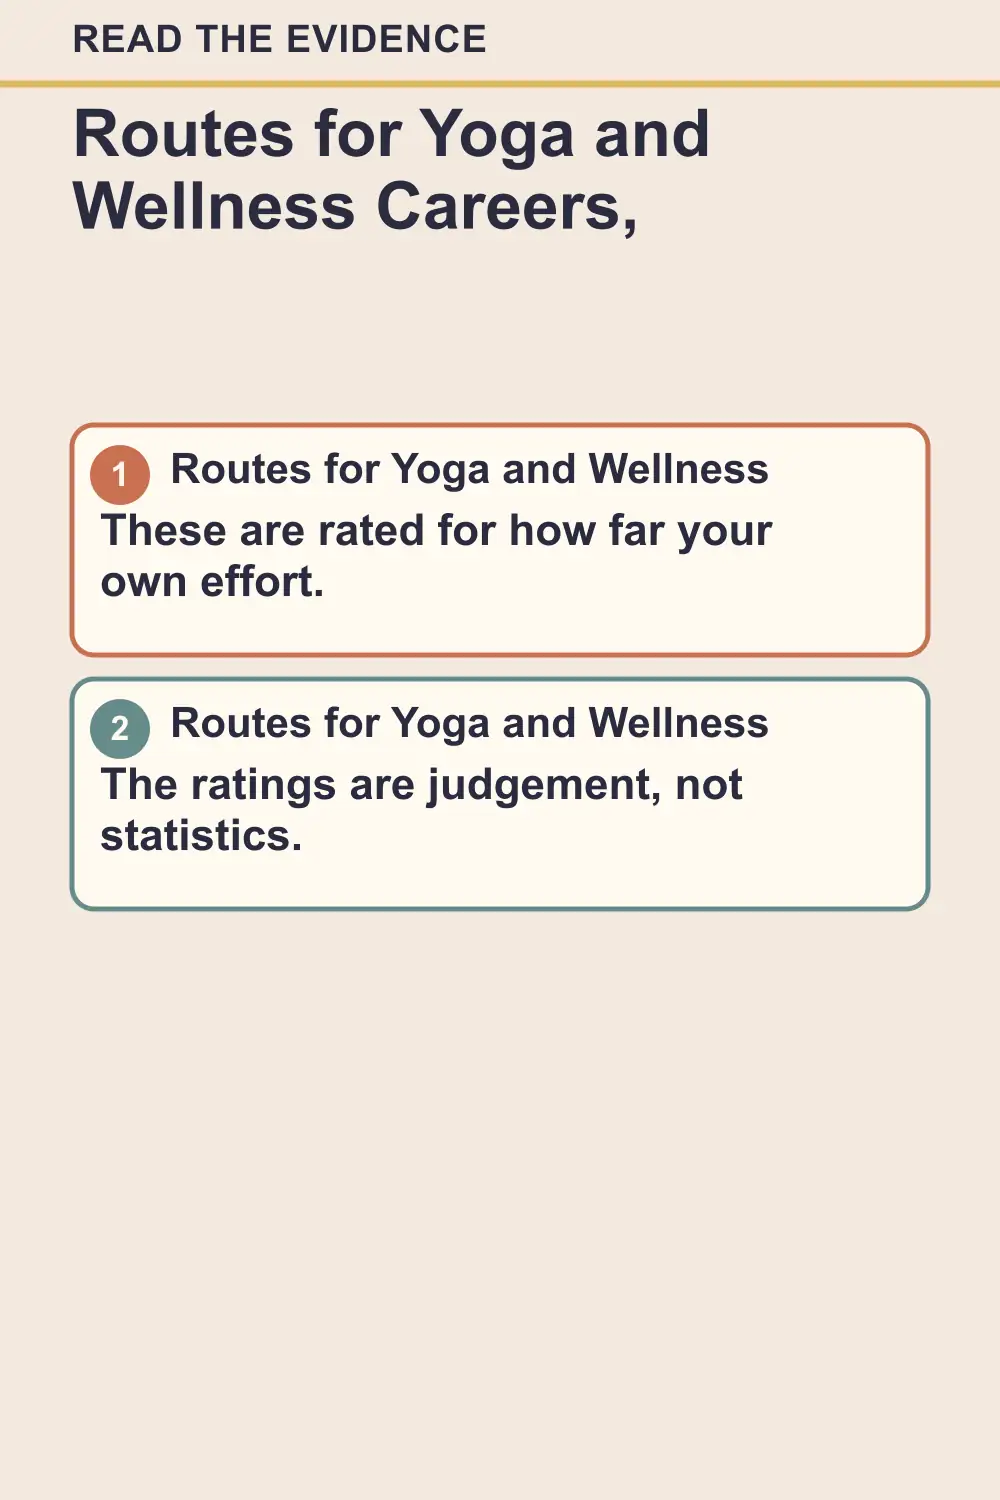 READ THE EVIDENCE
Routes for Yoga and
Wellness Careers,
1 Routes for Yoga and Wellness
These are rated for how far your
own effort.
2 Routes for Yoga and Wellness
The ratings are judgement, not
statistics.